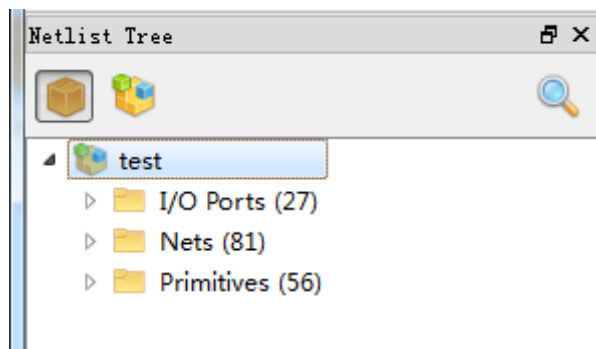 Netlist Tree
test
I/O Ports (27)
Nets (81)
Primitives (56)